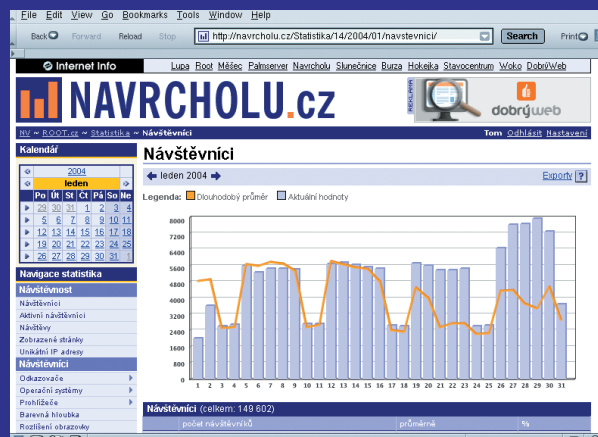 File Edit View Go Bookmarks Tools Window Help
Back Forward Reload Stop http://navrcholu.cz/Statistika/14/2004/01/navstevnici/ Search Print
Internet Info Lupa Root Měšec Palmserver Navrcholu Slunečnice Burza Hokejka Stavocentrum Woko DobrýWeb
NAVRCHOLU.cz REKLAMA dobrýweb
NV ~ ROOT.cz ~ Statistika ~ Návštěvníci Tom Odhlásit Nastavení
Kalendář
2004
leden
Po Út St Čt Pá So Ne
29 30 31 1 2 3 4
5 6 7 8 9 10 11
12 13 14 15 16 17 18
19 20 21 22 23 24 25
26 27 28 29 30 31 1
Navigace statistika
Návštěvnost
Návštěvníci
Aktivní návštěvníci
Návštěvy
Zobrazené stránky
Unikátní IP adresy
Návštěvníci
Odkazovače
Operační systémy
Prohlížeče
Barevná hloubka
Rozlišení obrazovky
Návštěvníci
leden 2004 Exporty ?
Legenda: Dlouhodobý průměr Aktuální hodnoty
8000
7200
6400
5600
4800
4000
3200
2400
1600
800
0
1 2 3 4 5 6 7 8 9 10 11 12 13 14 15 16 17 18 19 20 21 22 23 24 25 26 27 28 29 30 31
Návštěvníci (celkem: 149 602)
počet návštěvníků průměrně %